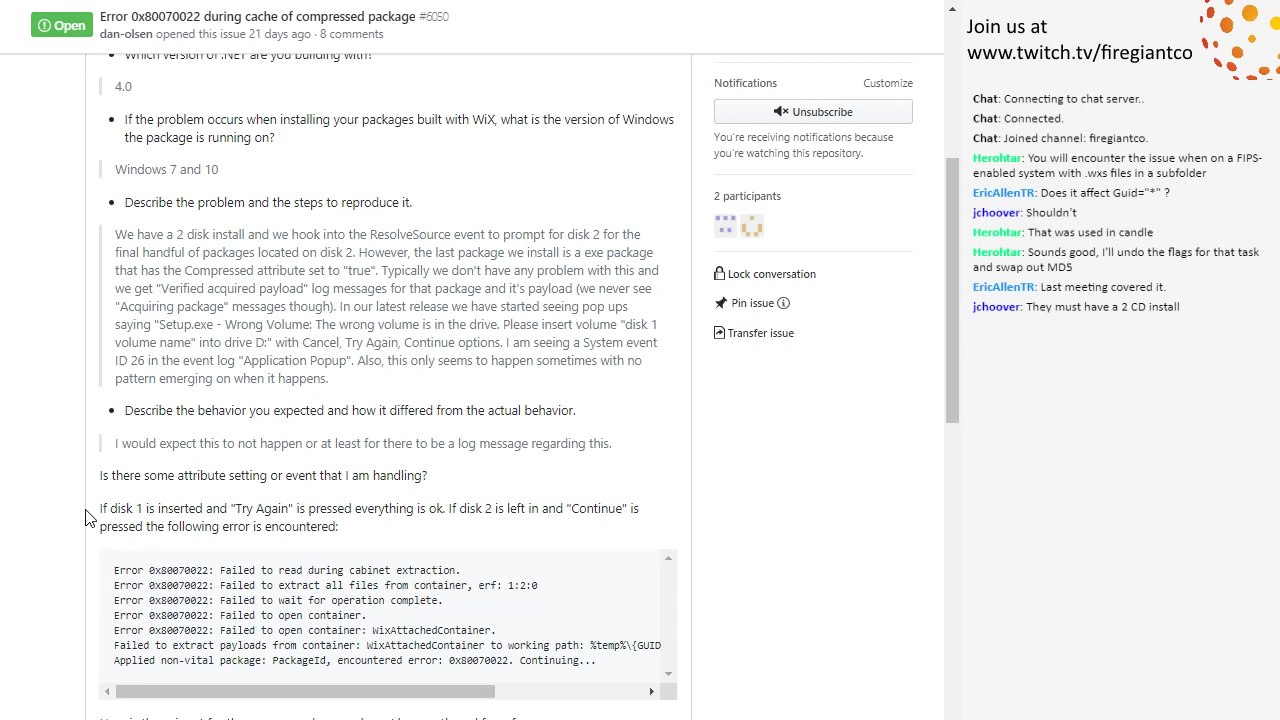 Open
Error 0x80070022 during cache of compressed package #6050
dan-olsen opened this issue 21 days ago · 8 comments
Which version of .NET are you building with?
4.0
If the problem occurs when installing your packages built with WiX, what is the version of Windows
the package is running on?
Windows 7 and 10
Describe the problem and the steps to reproduce it.
We have a 2 disk install and we hook into the ResolveSource event to prompt for disk 2 for the
final handful of packages located on disk 2. However, the last package we install is a exe package
that has the Compressed attribute set to "true". Typically we don't have any problem with this and
we get "Verified acquired payload" log messages for that package and it's payload (we never see
"Acquiring package" messages though). In our latest release we have started seeing pop ups
saying "Setup.exe - Wrong Volume: The wrong volume is in the drive. Please insert volume "disk 1
volume name" into drive D:" with Cancel, Try Again, Continue options. I am seeing a System event
ID 26 in the event log "Application Popup". Also, this only seems to happen sometimes with no
pattern emerging on when it happens.
Describe the behavior you expected and how it differed from the actual behavior.
I would expect this to not happen or at least for there to be a log message regarding this.
Is there some attribute setting or event that I am handling?
If disk 1 is inserted and "Try Again" is pressed everything is ok. If disk 2 is left in and "Continue" is
pressed the following error is encountered:
Error 0x80070022: Failed to read during cabinet extraction.
Error 0x80070022: Failed to extract all files from container, erf: 1:2:0
Error 0x80070022: Failed to wait for operation complete.
Error 0x80070022: Failed to open container.
Error 0x80070022: Failed to open container: WixAttachedContainer.
Failed to extract payloads from container: WixAttachedContainer to working path: %temp%\{GUID
Applied non-vital package: PackageId, encountered error: 0x80070022. Continuing...
Notifications
Customize
Unsubscribe
You're receiving notifications because
you're watching this repository.
2 participants
Lock conversation
Pin issue
Transfer issue
Join us at
www.twitch.tv/firegiantco
Chat: Connecting to chat server..
Chat: Connected.
Chat: Joined channel: firegiantco.
Herohtar: You will encounter the issue when on a FIPS-
enabled system with .wxs files in a subfolder
EricAllenTR: Does it affect Guid="*" ?
jchoover: Shouldn't
Herohtar: That was used in candle
Herohtar: Sounds good, I'll undo the flags for that task
and swap out MD5
EricAllenTR: Last meeting covered it.
jchoover: They must have a 2 CD install